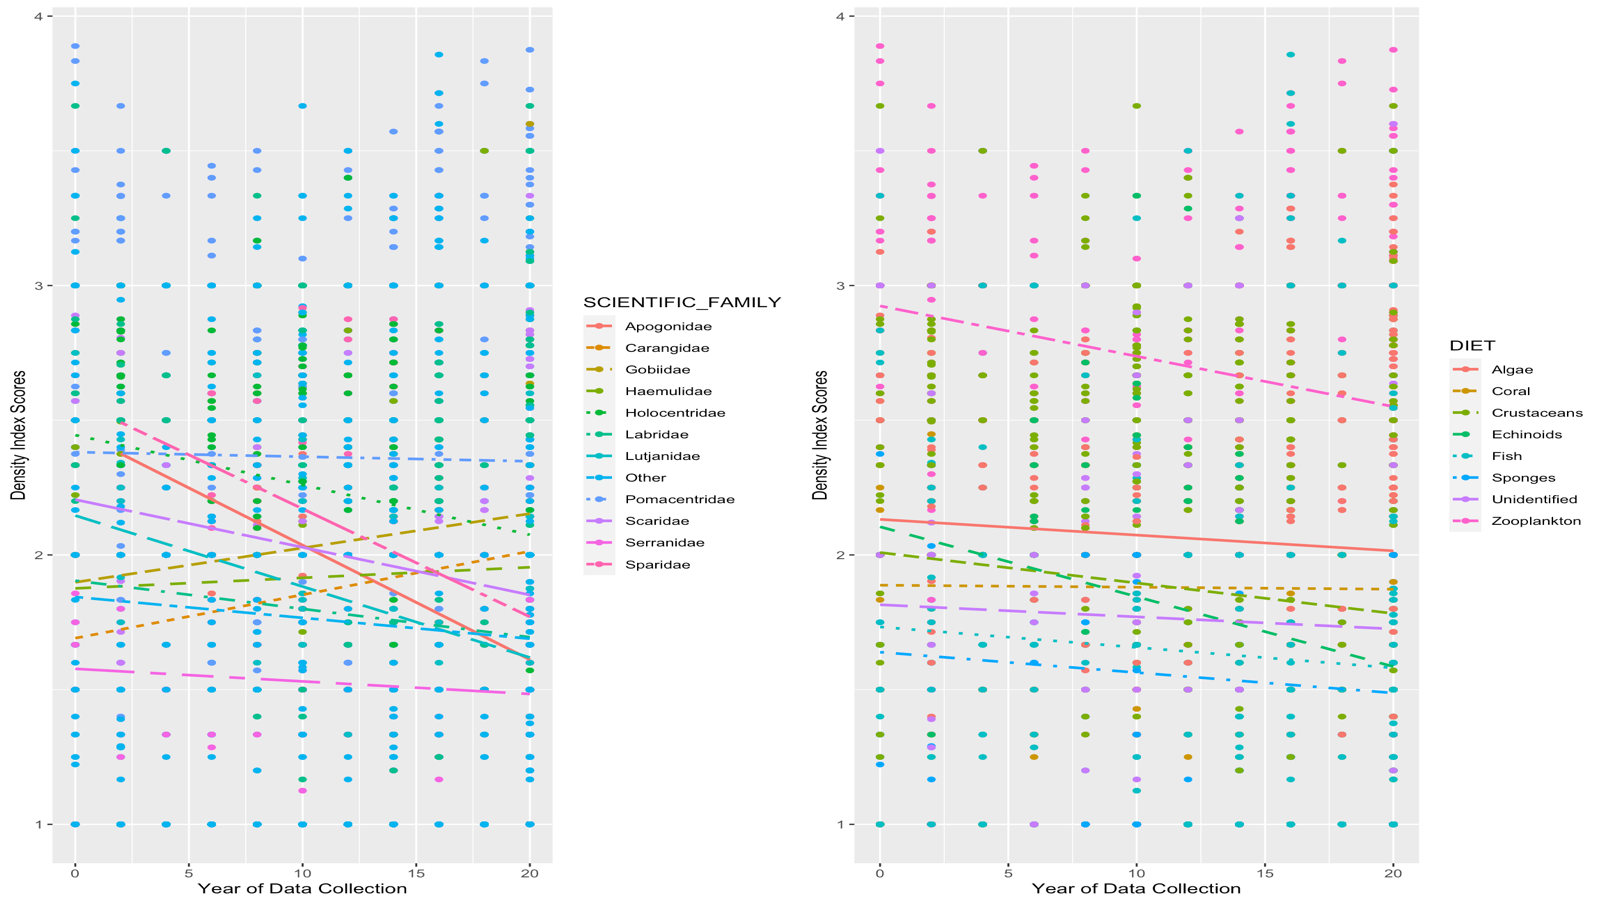 4
3
2
1
Density Index Scores
0
5
10
15
20
Year of Data Collection
SCIENTIFIC_FAMILY
Apogonidae
Carangidae
Gobiidae
Haemulidae
Holocentridae
Labridae
Lutjanidae
Other
Pomacentridae
Scaridae
Serranidae
Sparidae
4
3
2
1
Density Index Scores
0
5
10
15
20
Year of Data Collection
DIET
Algae
Coral
Crustaceans
Echinoids
Fish
Sponges
Unidentified
Zooplankton